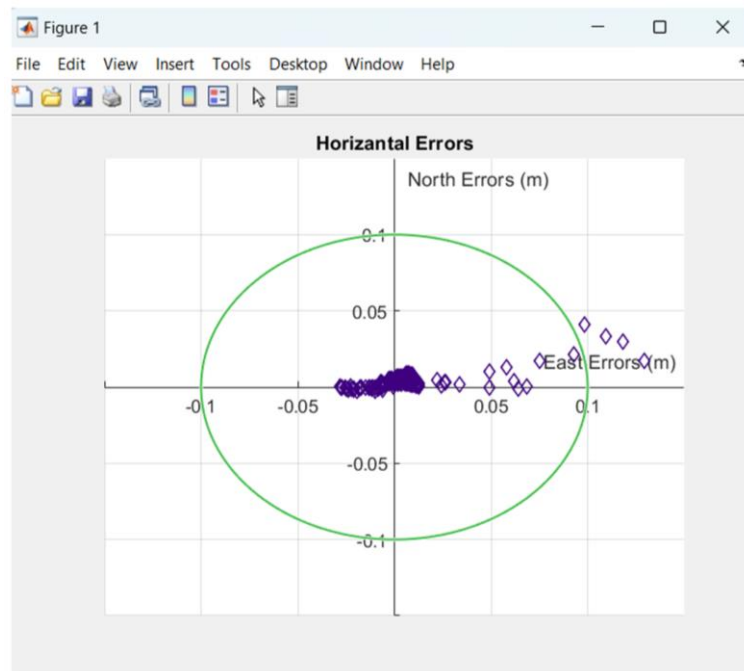 Figure 1
File Edit View Insert Tools Desktop Window Help
Horizantal Errors
North Errors (m)
0.1
0.05
East Errors (m)
-0.1 -0.05 0.05 0.1
-0.05
-0.1